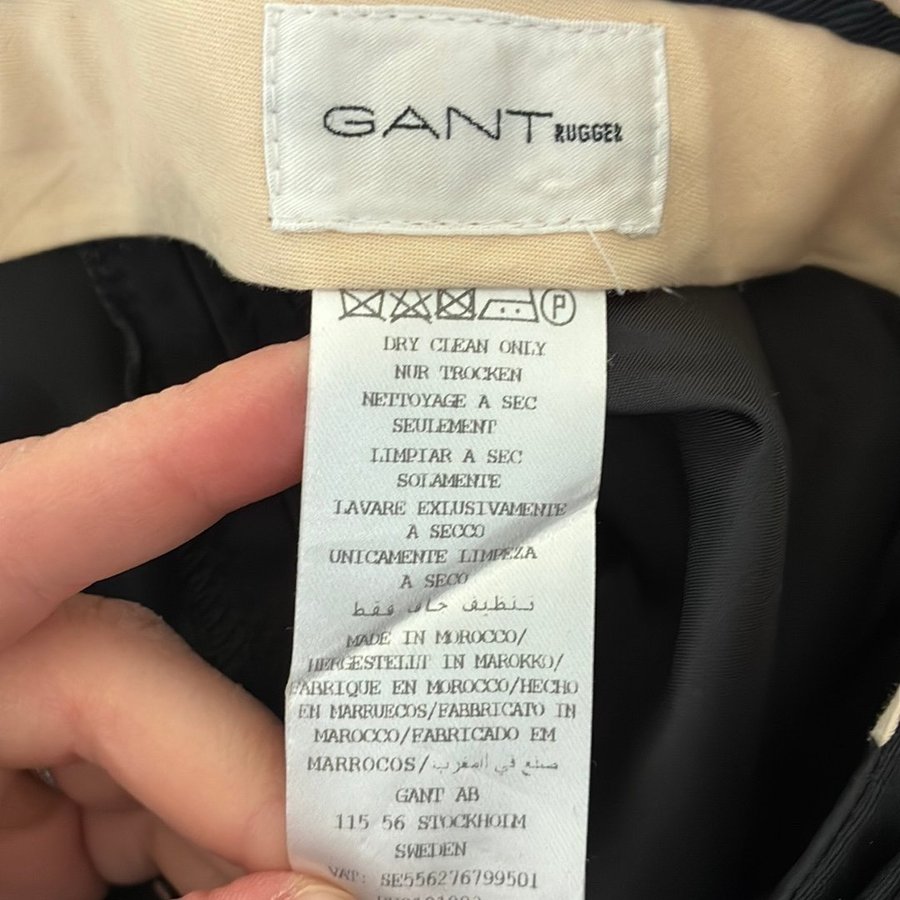 GANT RUGGER
P
DRY CLEAN ONLY
NUR TROCKEN
NETTOYAGE A SEC
SEULEMENT
LIMPIAR A SEC
SOLAMENTE
LAVARE EXLUSIVAMENTE
A SECCO
UNICAMENTE LIMPEZA
A SECO
تنظيف جاف فقط
MADE IN MOROCCO/
HERGESTELLT IN MAROKKO/
FABRIQUE EN MOROCCO/HECHO
EN MARRUECOS/FABBRICATO IN
MAROCCO/FABRICADO EM
MARROCOS/صنع في المغرب
GANT AB
115 56 STOCKHOLM
SWEDEN
VAT: SE556276799501